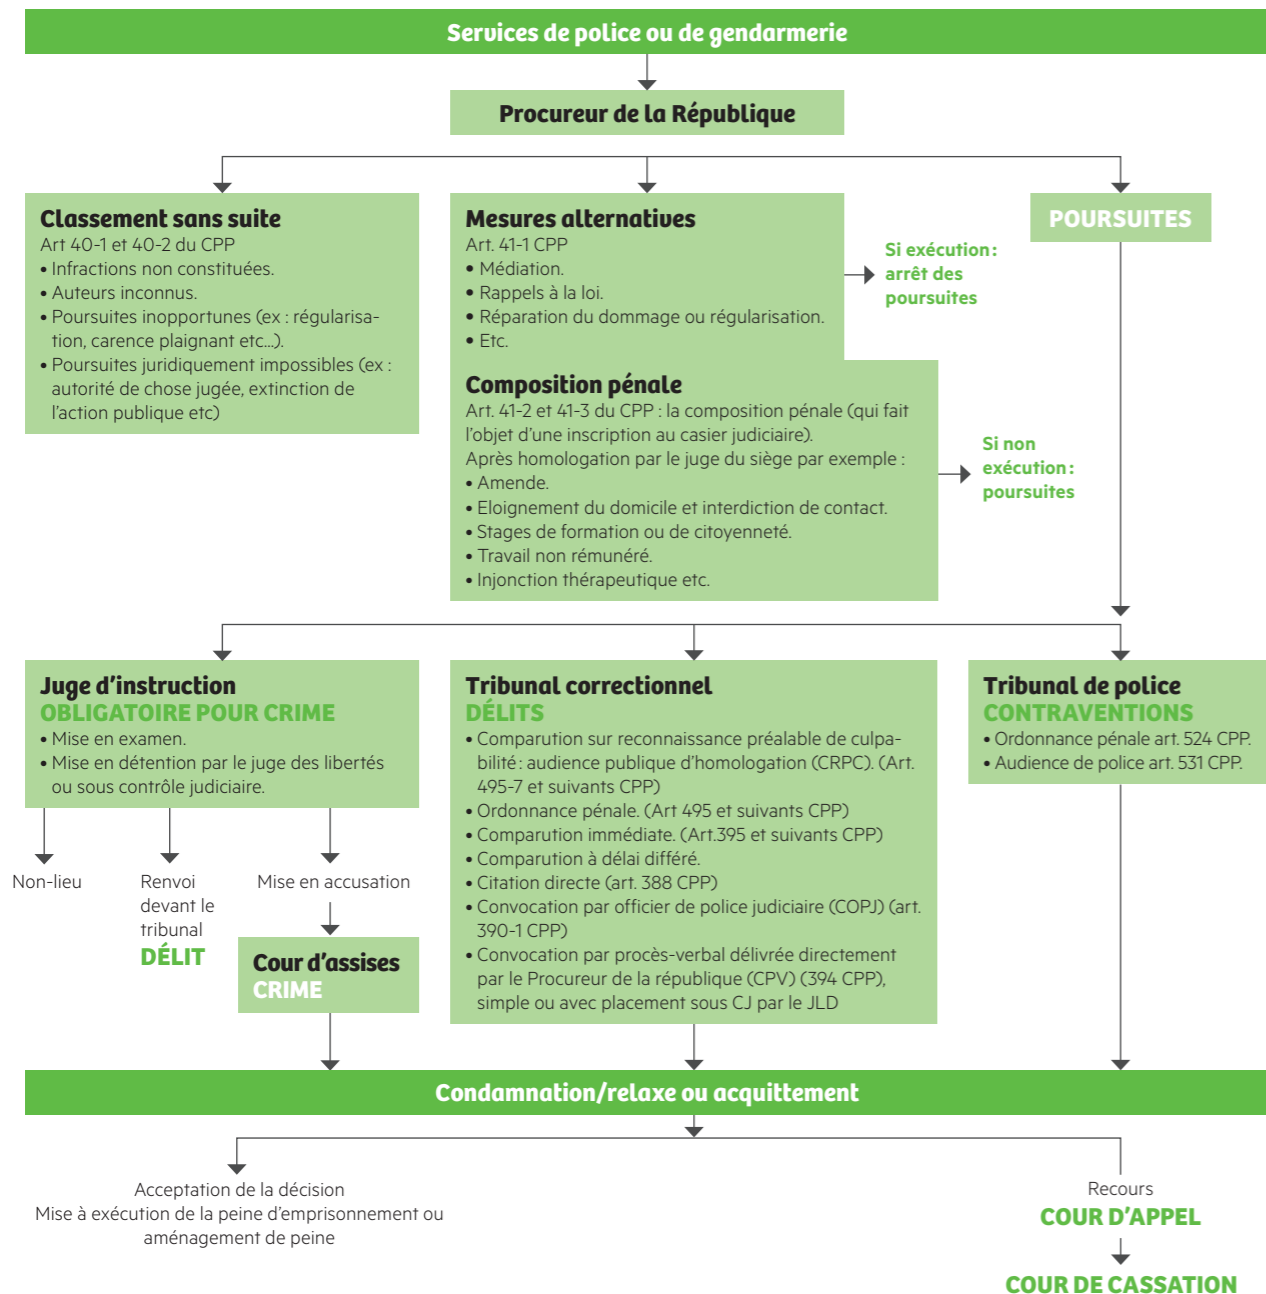 Services de police ou de gendarmerie
Procureur de la République
Classement sans suite
Art 40-1 et 40-2 du CPP
• Infractions non constituées.
• Auteurs inconnus.
• Poursuites inopportunes (ex : régularisa-
tion, carence plaignant etc...).
• Poursuites juridiquement impossibles (ex :
autorité de chose jugée, extinction de
l'action publique etc)
Mesures alternatives
Art. 41-1 CPP
• Médiation.
• Rappels à la loi.
• Réparation du dommage ou régularisation.
• Etc.
Si exécution :
arrêt des
poursuites
POURSUITES
Composition pénale
Art. 41-2 et 41-3 du CPP : la composition pénale (qui fait
l'objet d'une inscription au casier judiciaire).
Après homologation par le juge du siège par exemple :
• Amende.
• Eloignement du domicile et interdiction de contact.
• Stages de formation ou de citoyenneté.
• Travail non rémunéré.
• Injonction thérapeutique etc.
Si non
exécution :
poursuites
Juge d'instruction
OBLIGATOIRE POUR CRIME
• Mise en examen.
• Mise en détention par le juge des libertés
ou sous contrôle judiciaire.
Non-lieu
Renvoi
devant le
tribunal
DÉLIT
Mise en accusation
Cour d'assises
CRIME
Tribunal correctionnel
DÉLITS
• Comparution sur reconnaissance préalable de culpa-
bilité : audience publique d'homologation (CRPC). (Art.
495-7 et suivants CPP)
• Ordonnance pénale. (Art 495 et suivants CPP)
• Comparution immédiate. (Art.395 et suivants CPP)
• Comparution à délai différé.
• Citation directe (art. 388 CPP)
• Convocation par officier de police judiciaire (COPJ) (art.
390-1 CPP)
• Convocation par procès-verbal délivrée directement
par le Procureur de la république (CPV) (394 CPP),
simple ou avec placement sous CJ par le JLD
Tribunal de police
CONTRAVENTIONS
• Ordonnance pénale art. 524 CPP.
• Audience de police art. 531 CPP.
Condamnation/relaxe ou acquittement
Acceptation de la décision
Mise à exécution de la peine d'emprisonnement ou
aménagement de peine
Recours
COUR D'APPEL
COUR DE CASSATION